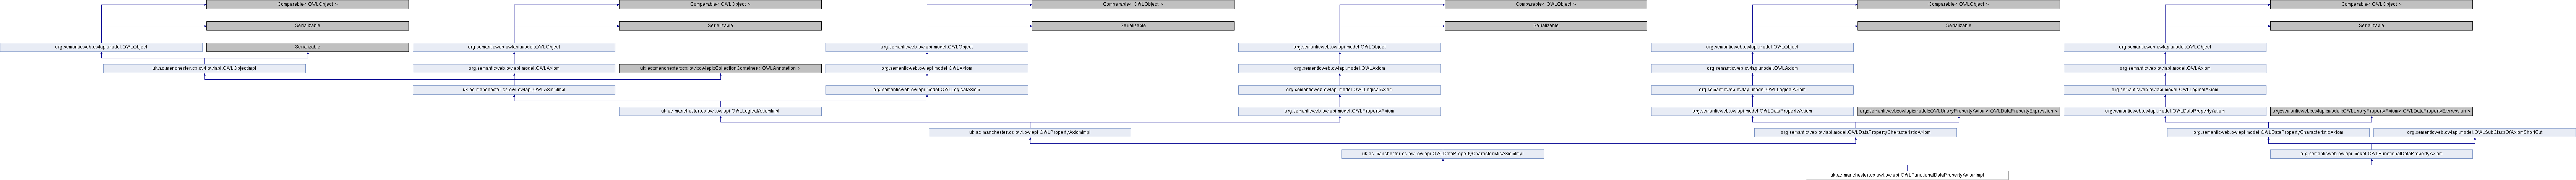 Comparable< OWLObject > Comparable< OWLObject > Comparable< OWLObject > Comparable< OWLObject > Comparable< OWLObject > Comparable< OWLObject >
Serializable Serializable Serializable Serializable Serializable Serializable
org.semanticweb.owlapi.model.OWLObject Serializable org.semanticweb.owlapi.model.OWLObject org.semanticweb.owlapi.model.OWLObject org.semanticweb.owlapi.model.OWLObject org.semanticweb.owlapi.model.OWLObject org.semanticweb.owlapi.model.OWLObject
uk.ac.manchester.cs.owl.owlapi.OWLObjectImpl org.semanticweb.owlapi.model.OWLAxiom uk.ac.manchester.cs.owl.owlapi.CollectionContainer< OWLAnnotation > org.semanticweb.owlapi.model.OWLAxiom org.semanticweb.owlapi.model.OWLAxiom org.semanticweb.owlapi.model.OWLAxiom org.semanticweb.owlapi.model.OWLAxiom
uk.ac.manchester.cs.owl.owlapi.OWLAxiomImpl org.semanticweb.owlapi.model.OWLLogicalAxiom org.semanticweb.owlapi.model.OWLLogicalAxiom org.semanticweb.owlapi.model.OWLLogicalAxiom org.semanticweb.owlapi.model.OWLLogicalAxiom
uk.ac.manchester.cs.owl.owlapi.OWLLogicalAxiomImpl org.semanticweb.owlapi.model.OWLPropertyAxiom org.semanticweb.owlapi.model.OWLDataPropertyAxiom org.semanticweb.owlapi.model.OWLUnaryPropertyAxiom< OWLDataPropertyExpression > org.semanticweb.owlapi.model.OWLDataPropertyAxiom org.semanticweb.owlapi.model.OWLUnaryPropertyAxiom< OWLDataPropertyExpression >
uk.ac.manchester.cs.owl.owlapi.OWLPropertyAxiomImpl org.semanticweb.owlapi.model.OWLDataPropertyCharacteristicAxiom org.semanticweb.owlapi.model.OWLDataPropertyCharacteristicAxiom org.semanticweb.owlapi.model.OWLSubClassOfAxiomShortCut
uk.ac.manchester.cs.owl.owlapi.OWLDataPropertyCharacteristicAxiomImpl org.semanticweb.owlapi.model.OWLFunctionalDataPropertyAxiom
uk.ac.manchester.cs.owl.owlapi.OWLFunctionalDataPropertyAxiomImpl